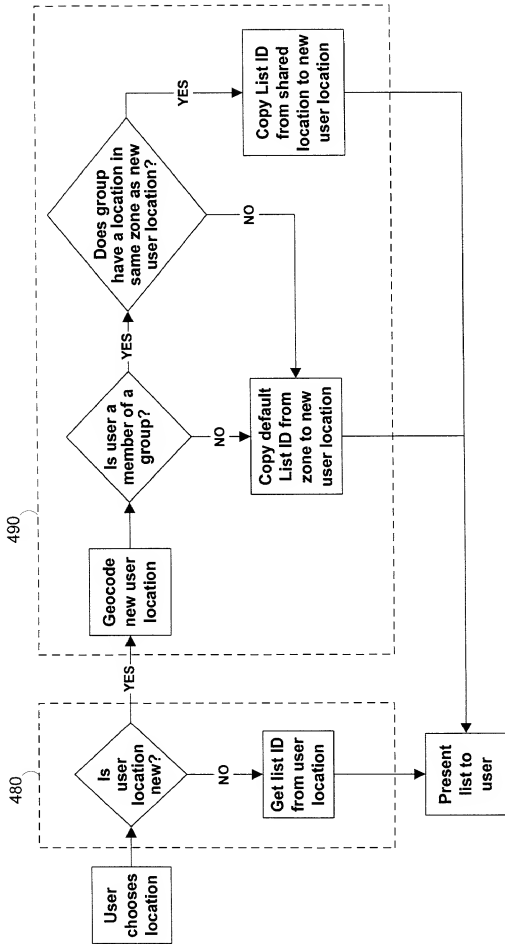 480
490
User
chooses
location
Is
user
location
new?
YES
NO
Get list ID
from user
location
Geocode
new user
location
Is user a
member of a
group?
YES
NO
Does group
have a location in
same zone as new
user location?
YES
NO
Copy default
List ID from
zone to new
user location
Copy List ID
from shared
location to new
user location
Present
list to
user